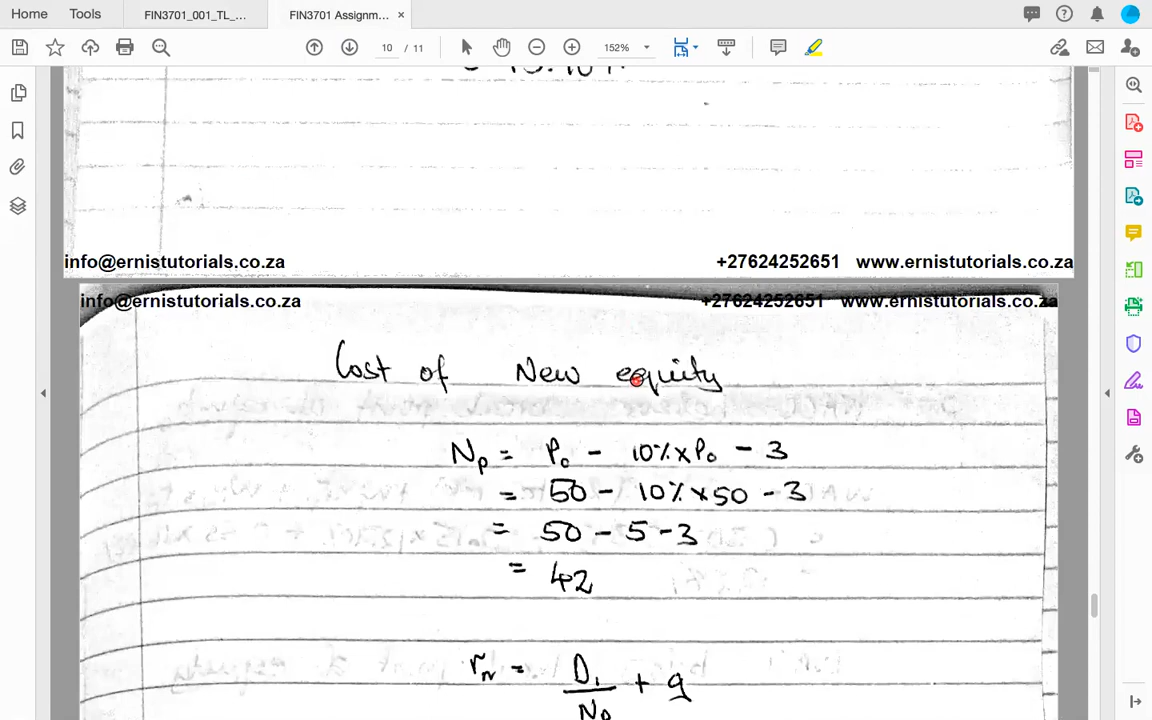 Home Tools FIN3701_001_TL_... FIN3701 Assignm... ×
10 / 11 152%
info@ernistutorials.co.za +27624252651 www.ernistutorials.co.za
info@ernistutorials.co.za +27624252651 www.ernistutorials.co.za
Cost of New equity
Np = P₀ - 10% x P₀ - 3
= 50 - 10% x 50 - 3
= 50 - 5 - 3
= 42
rn = D₁ / Np + g